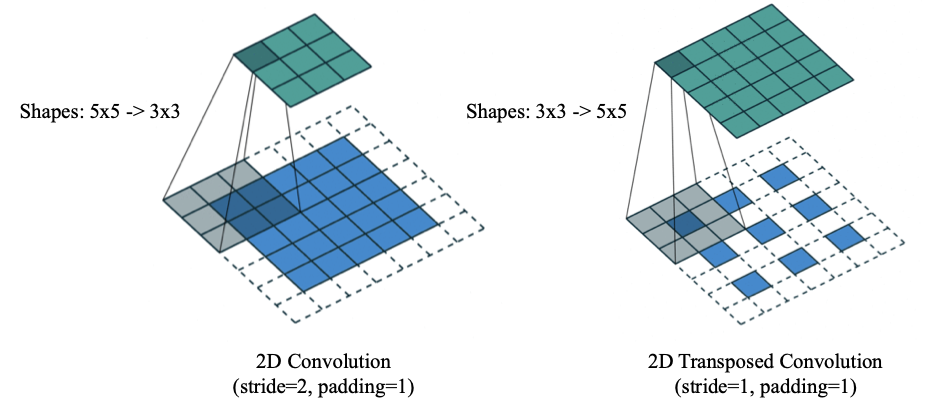 Shapes: 5x5 -> 3x3
Shapes: 3x3 -> 5x5
2D Convolution
(stride=2, padding=1)
2D Transposed Convolution
(stride=1, padding=1)